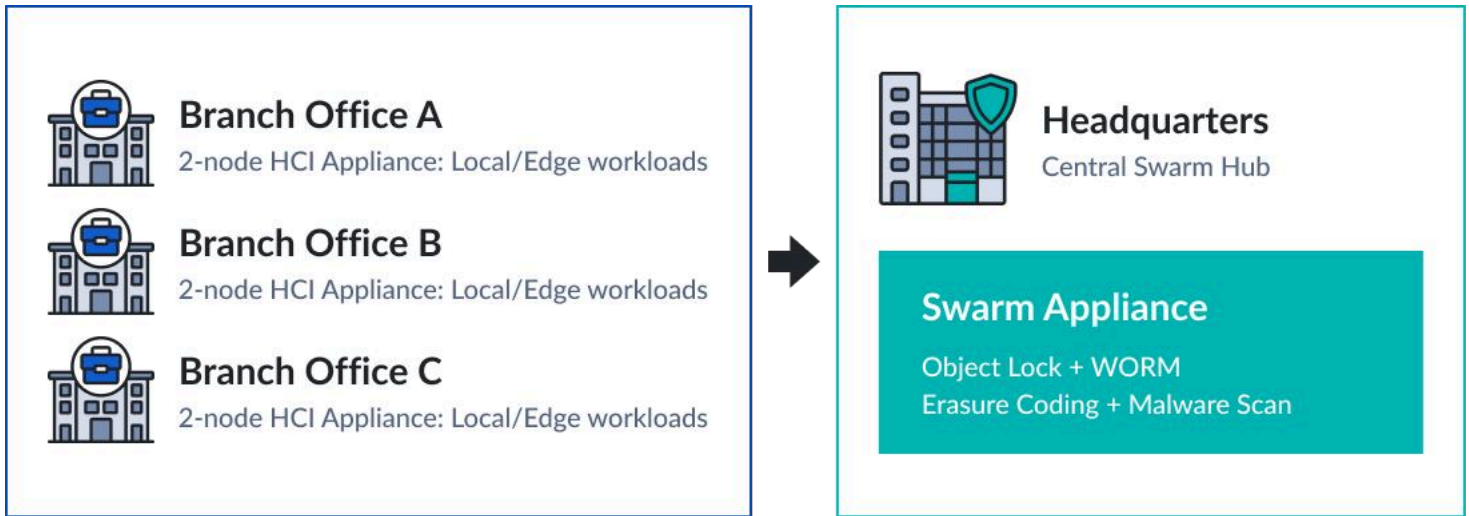 Branch Office A
2-node HCI Appliance: Local/Edge workloads
Branch Office B
2-node HCI Appliance: Local/Edge workloads
Branch Office C
2-node HCI Appliance: Local/Edge workloads
Headquarters
Central Swarm Hub
Swarm Appliance
Object Lock + WORM
Erasure Coding + Malware Scan